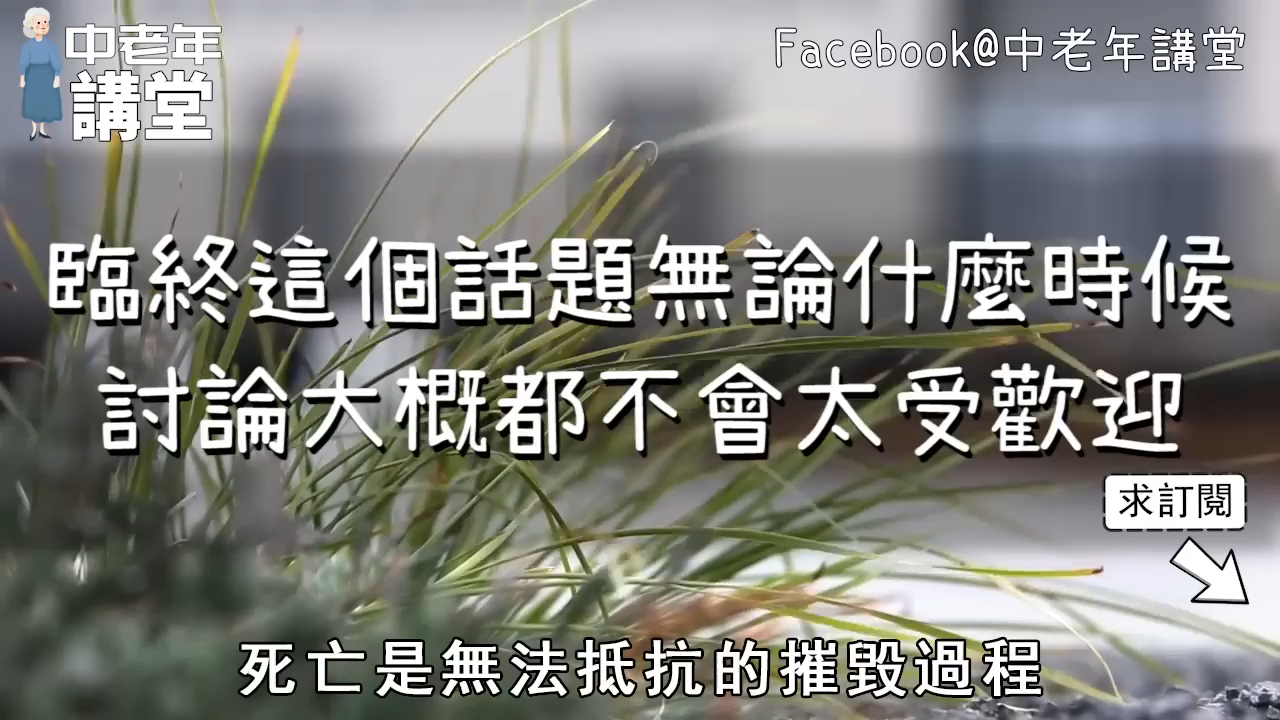 中老年
講堂
Facebook@中老年講堂
臨終這個話題無論什麼時候
討論大概都不會太受歡迎
求訂閱
死亡是無法抵抗的摧毀過程